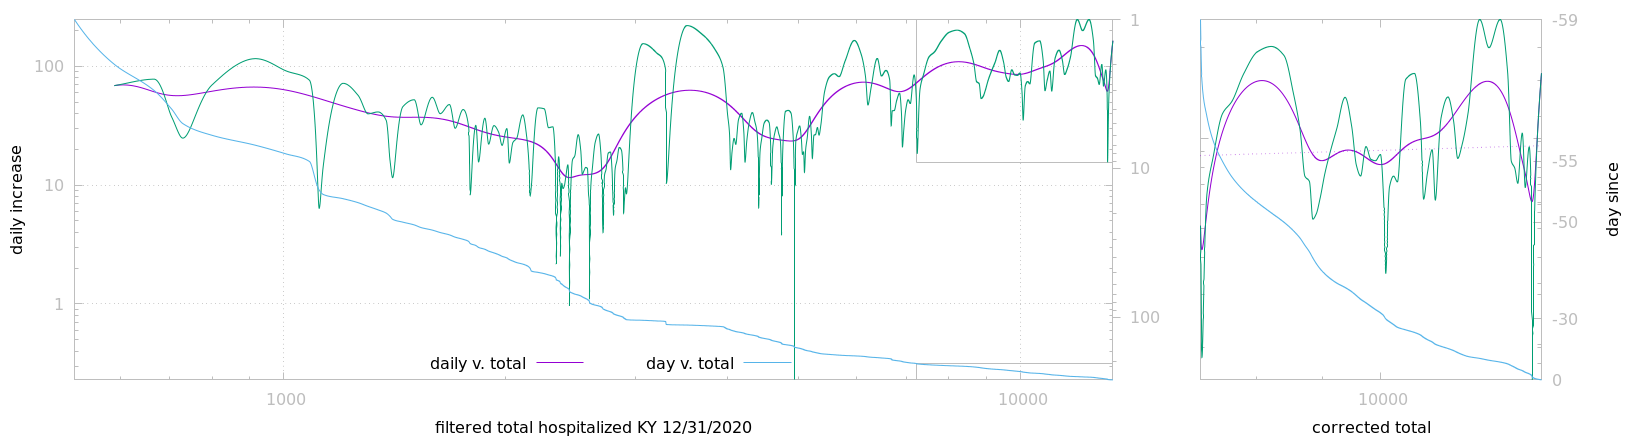 daily increase
100
10
1
1000
10000
1
10
100
daily v. total
day v. total
filtered total hospitalized KY 12/31/2020
10000
corrected total
-59
-55
-50
-30
0
day since